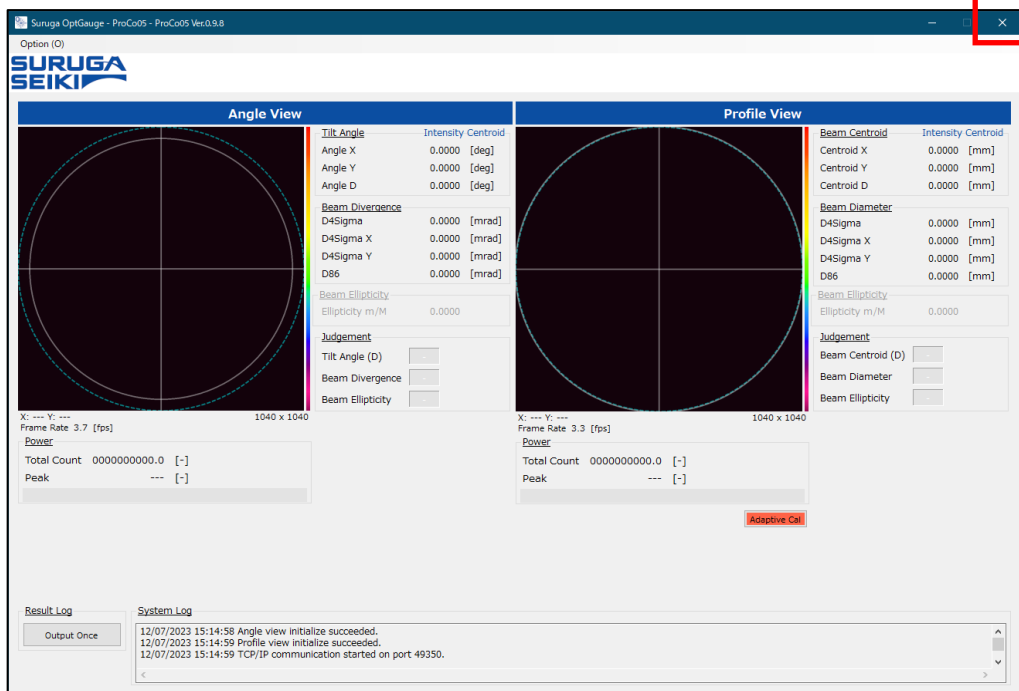 Suruga OptGauge - ProCo05 - ProCo05 Ver.0.9.8
Option (O)
SURUGA
SEIKI
Angle View
Tilt Angle Intensity Centroid
Angle X 0.0000 [deg]
Angle Y 0.0000 [deg]
Angle D 0.0000 [deg]
Beam Divergence
D4Sigma 0.0000 [mrad]
D4Sigma X 0.0000 [mrad]
D4Sigma Y 0.0000 [mrad]
D86 0.0000 [mrad]
Beam Ellipticity
Ellipticity m/M 0.0000
Judgement
Tilt Angle (D) -
Beam Divergence -
Beam Ellipticity -
X: --- Y: --- 1040 x 1040
Frame Rate 3.7 [fps]
Power
Total Count 0000000000.0 [-]
Peak --- [-]
Profile View
Beam Centroid Intensity Centroid
Centroid X 0.0000 [mm]
Centroid Y 0.0000 [mm]
Centroid D 0.0000 [mm]
Beam Diameter
D4Sigma 0.0000 [mm]
D4Sigma X 0.0000 [mm]
D4Sigma Y 0.0000 [mm]
D86 0.0000 [mm]
Beam Ellipticity
Ellipticity m/M 0.0000
Judgement
Beam Centroid (D) -
Beam Diameter -
Beam Ellipticity -
X: --- Y: --- 1040 x 1040
Frame Rate 3.3 [fps]
Power
Total Count 0000000000.0 [-]
Peak --- [-]
Adaptive Cal
Result Log
Output Once
System Log
12/07/2023 15:14:58 Angle view initialize succeeded.
12/07/2023 15:14:59 Profile view initialize succeeded.
12/07/2023 15:14:59 TCP/IP communication started on port 49350.